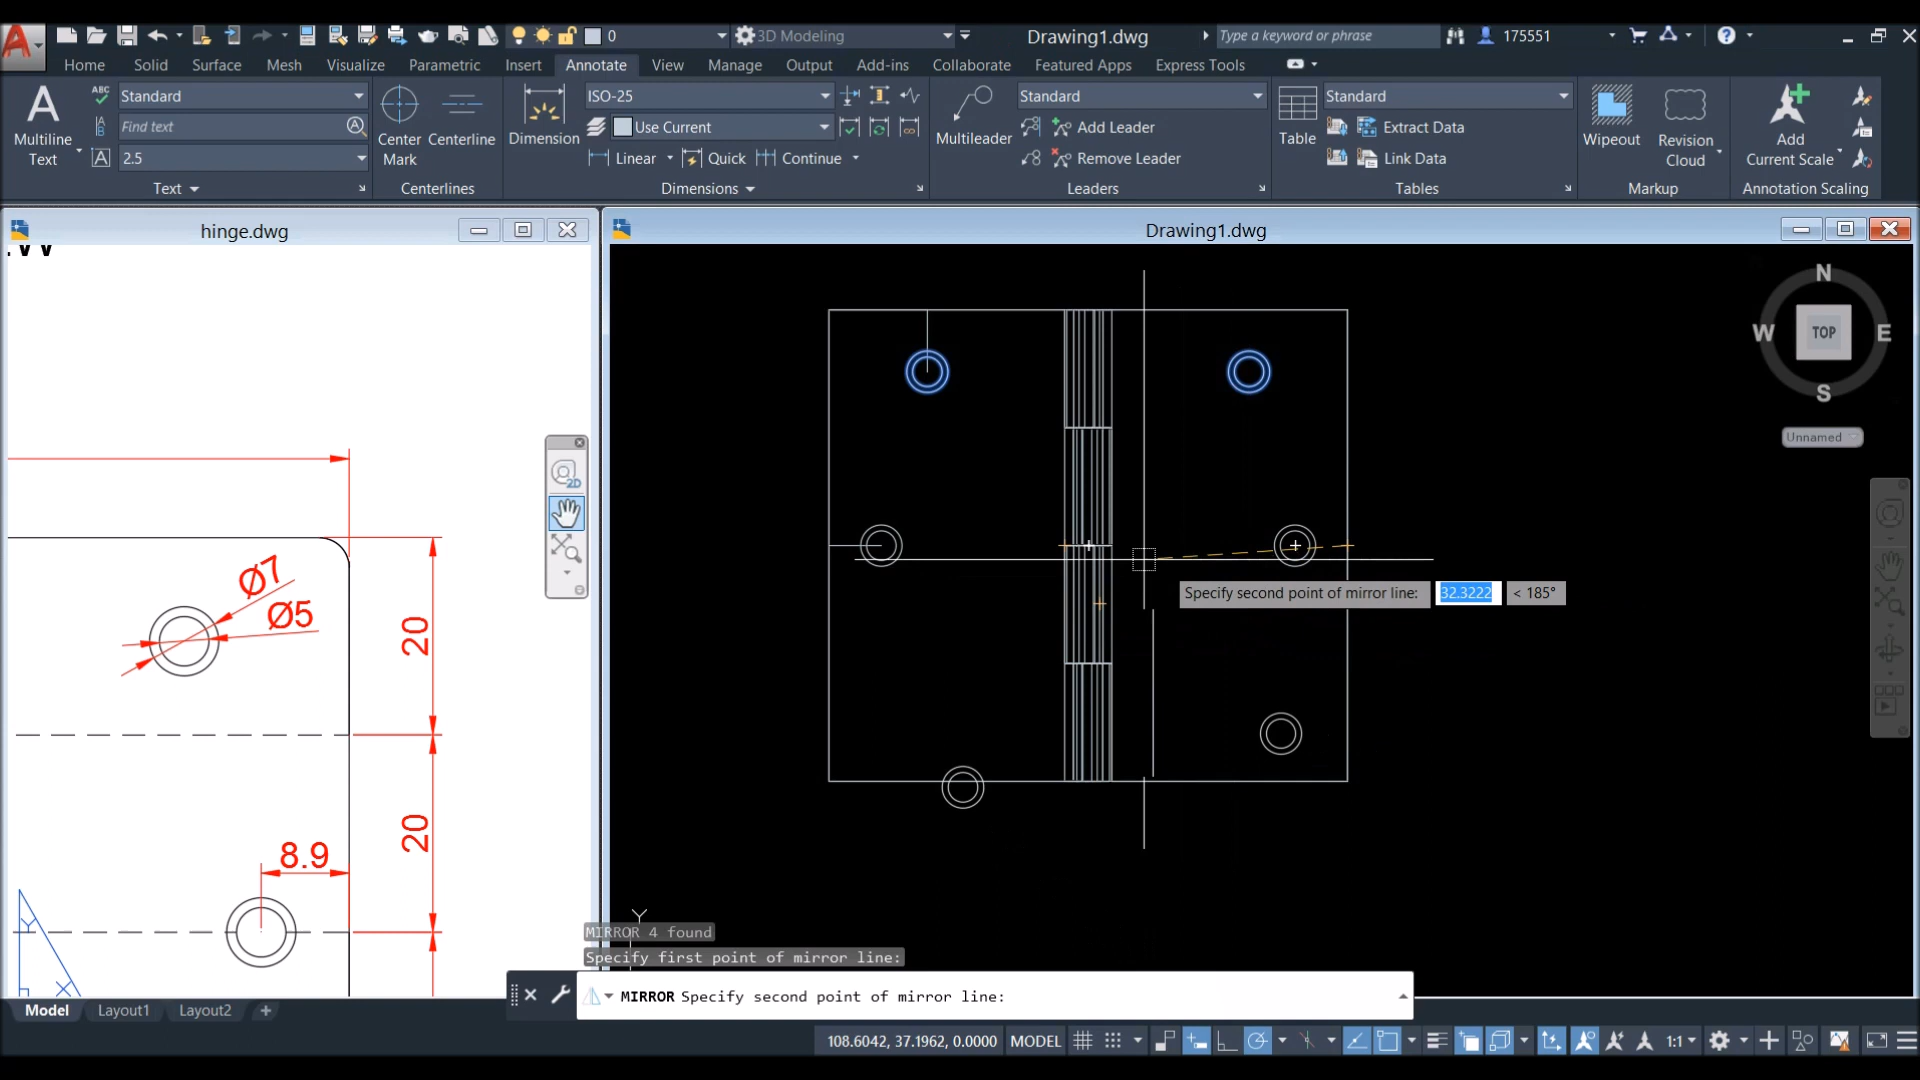 0
3D Modeling
Drawing1.dwg
Type a keyword or phrase
175551
Home Solid Surface Mesh Visualize Parametric Insert Annotate View Manage Output Add-ins Collaborate Featured Apps Express Tools
A
Multiline
Text
ABC
Standard
Find text
2.5
Text
Center
Mark
Centerline
Centerlines
Dimension
ISO-25
Use Current
Linear
Quick
Continue
Dimensions
Multileader
Standard
Add Leader
Remove Leader
Leaders
Table
Standard
Extract Data
Link Data
Tables
Wipeout
Revision
Cloud
Markup
Add
Current Scale
Annotation Scaling
hinge.dwg
Drawing1.dwg
N
W
TOP
E
S
Unnamed
2D
Ø7
Ø5
20
20
8.9
Y
X
Specify second point of mirror line: 32.3222 < 185°
Y
MIRROR 4 found
Specify first point of mirror line:
MIRROR Specify second point of mirror line:
Model Layout1 Layout2 +
108.6042, 37.1962, 0.0000 MODEL 1:1